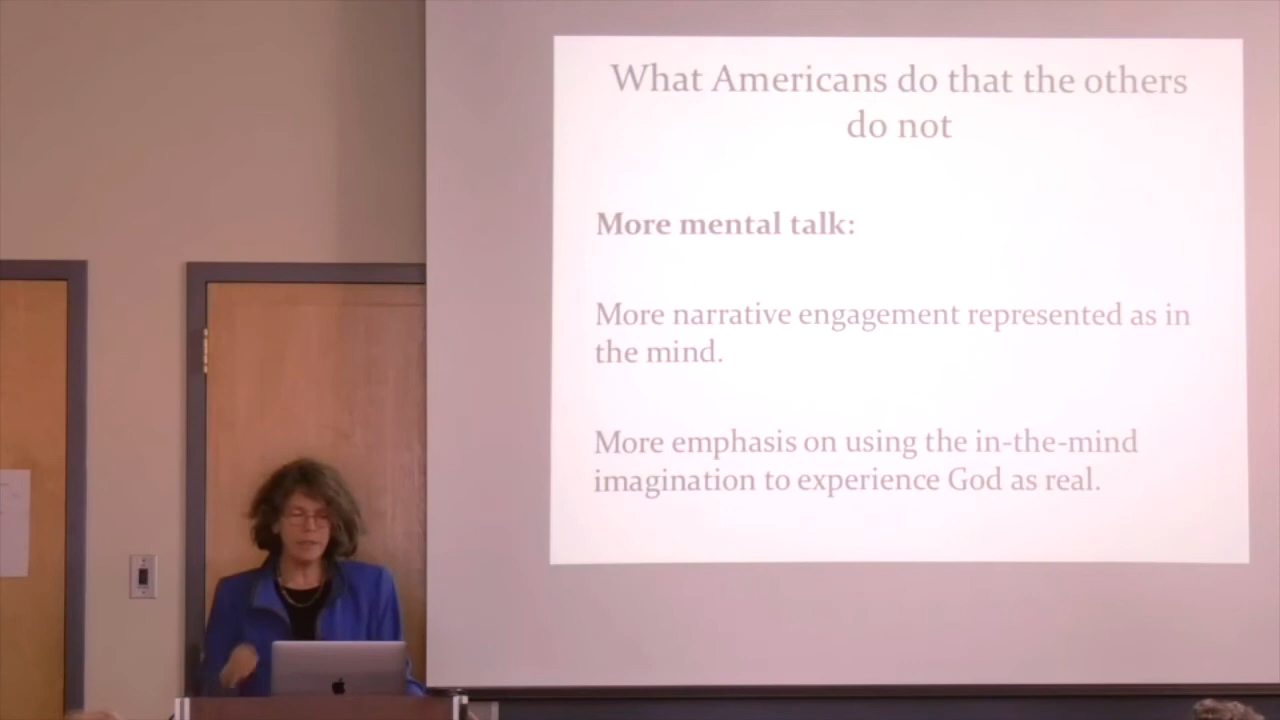 What Americans do that the others
do not
More mental talk:
More narrative engagement represented as in
the mind.
More emphasis on using the in-the-mind
imagination to experience God as real.